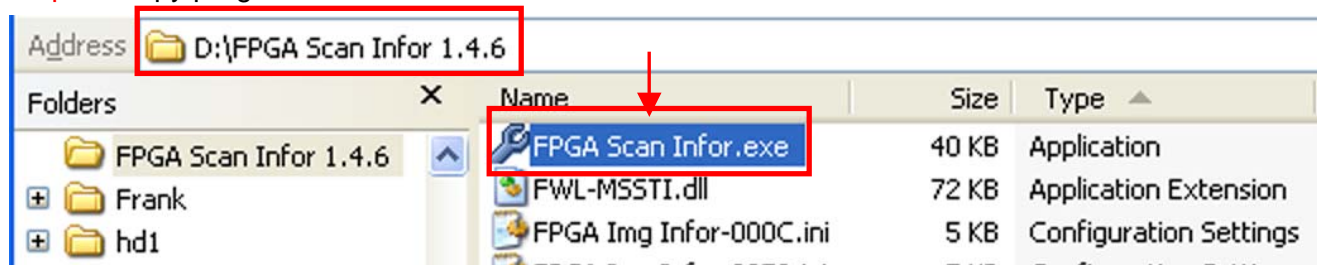 Address D:\FPGA Scan Infor 1.4.6
Folders × Name Size Type
FPGA Scan Infor 1.4.6 FPGA Scan Infor.exe 40 KB Application
Frank FWL-MSSTI.dll 72 KB Application Extension
hd1 FPGA Img Infor-000C.ini 5 KB Configuration Settings